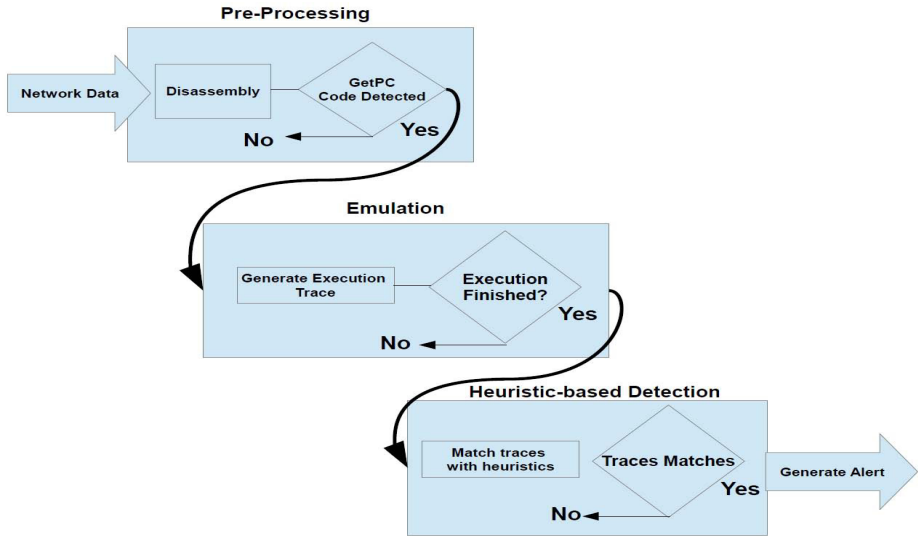 Pre-Processing
Network Data
Disassembly
GetPC
Code Detected
No
Yes
Emulation
Generate Execution
Trace
Execution
Finished?
Yes
No
Heuristic-based Detection
Match traces
with heuristics
Traces Matches
Yes
No
Generate Alert